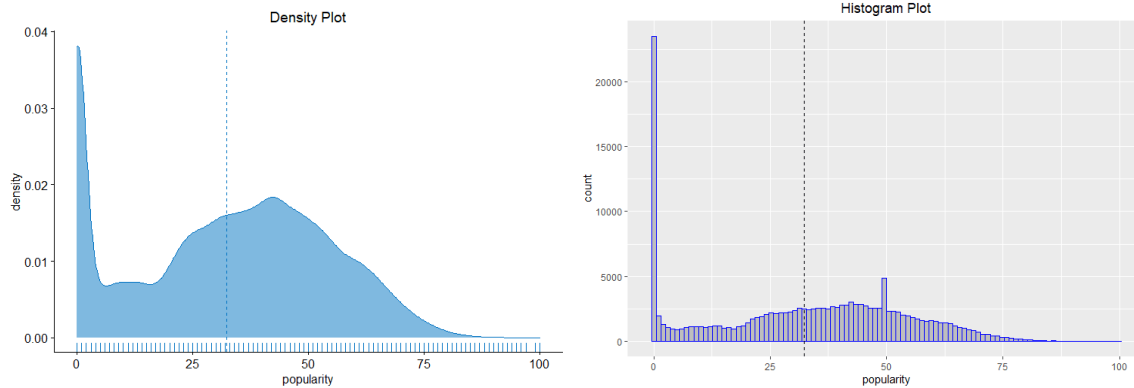 Density Plot
0.04
0.03
0.02
0.01
0.00
density
0 25 50 75 100
popularity
Histogram Plot
20000
15000
10000
5000
0
count
0 25 50 75 100
popularity